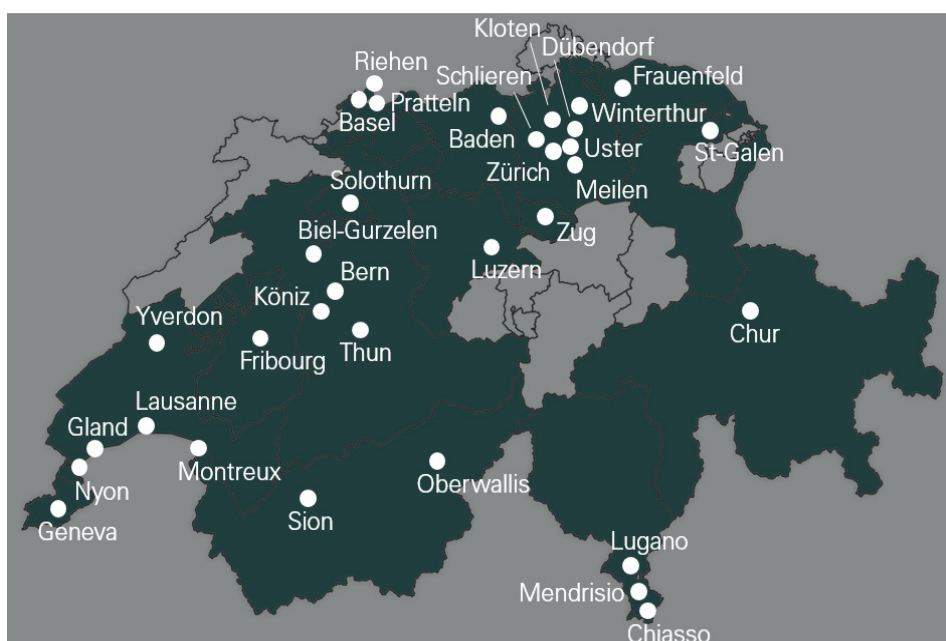 Kloten
Dübendorf
Riehen
Schlieren
Frauenfeld
Pratteln
Winterthur
Basel
Baden
Uster
St-Galen
Zürich
Meilen
Solothurn
Biel-Gurzelen
Zug
Luzern
Bern
Köniz
Yverdon
Chur
Thun
Fribourg
Lausanne
Gland
Montreux
Oberwallis
Nyon
Sion
Geneva
Lugano
Mendrisio
Chiasso